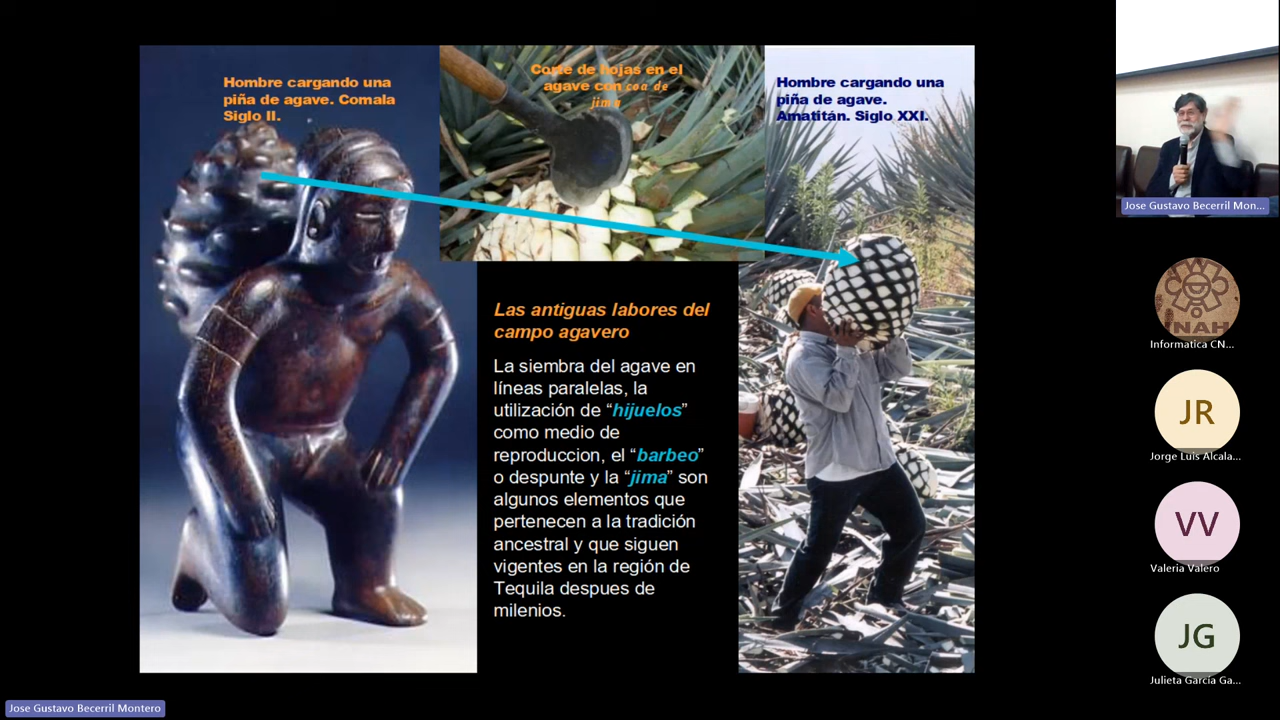 Hombre cargando una
piña de agave. Comala
Siglo II.
Corte de hojas en el
agave con coa de
jima
Hombre cargando una
piña de agave.
Amatitán. Siglo XXI.
Las antiguas labores del
campo agavero
La siembra del agave en
líneas paralelas, la
utilización de “hijuelos”
como medio de
reproduccion, el “barbeo”
o despunte y la “jima” son
algunos elementos que
pertenecen a la tradición
ancestral y que siguen
vigentes en la región de
Tequila despues de
milenios.
Jose Gustavo Becerril Mon...
INAH
Informatica CN...
JR
Jorge Luis Alcala...
VV
Valeria Valero
JG
Julieta García Ga...
Jose Gustavo Becerril Montero